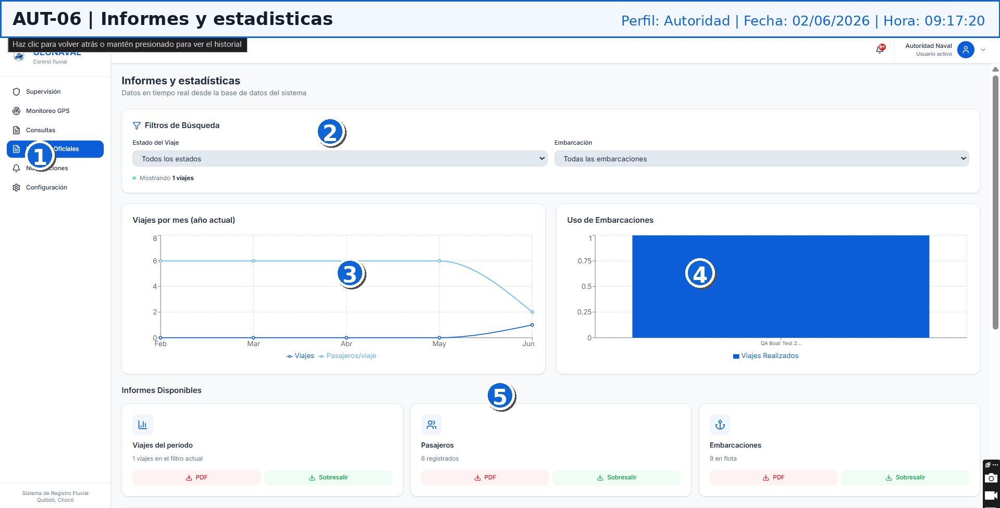 AUT-06 | Informes y estadisticas
Perfil: Autoridad | Fecha: 02/06/2026 | Hora: 09:17:20
Haz clic para volver atrás o mantén presionado para ver el historial
GEONAVAL
Control fluvial
9+
Autoridad Naval
Usuario activo
Supervisión
Monitoreo GPS
Consultas
Oficiales
1
Configuración
Sistema de Registro Fluvial
Quibdó, Chocó
Informes y estadísticas
Datos en tiempo real desde la base de datos del sistema
Filtros de Búsqueda
2
Estado del Viaje
Embarcación
Todos los estados
Todas las embarcaciones
Mostrando 1 viajes
Viajes por mes (año actual)
8
6
4
2
0
Feb Mar Abr May Jun
3
Viajes Pasajeros/viaje
Uso de Embarcaciones
1
0.75
0.5
0.25
0
4
QA Boat Test 2...
Viajes Realizados
Informes Disponibles
5
Viajes del período
1 viajes en el filtro actual
PDF Sobresalir
Pasajeros
6 registrados
PDF Sobresalir
Embarcaciones
9 en flota
PDF Sobresalir